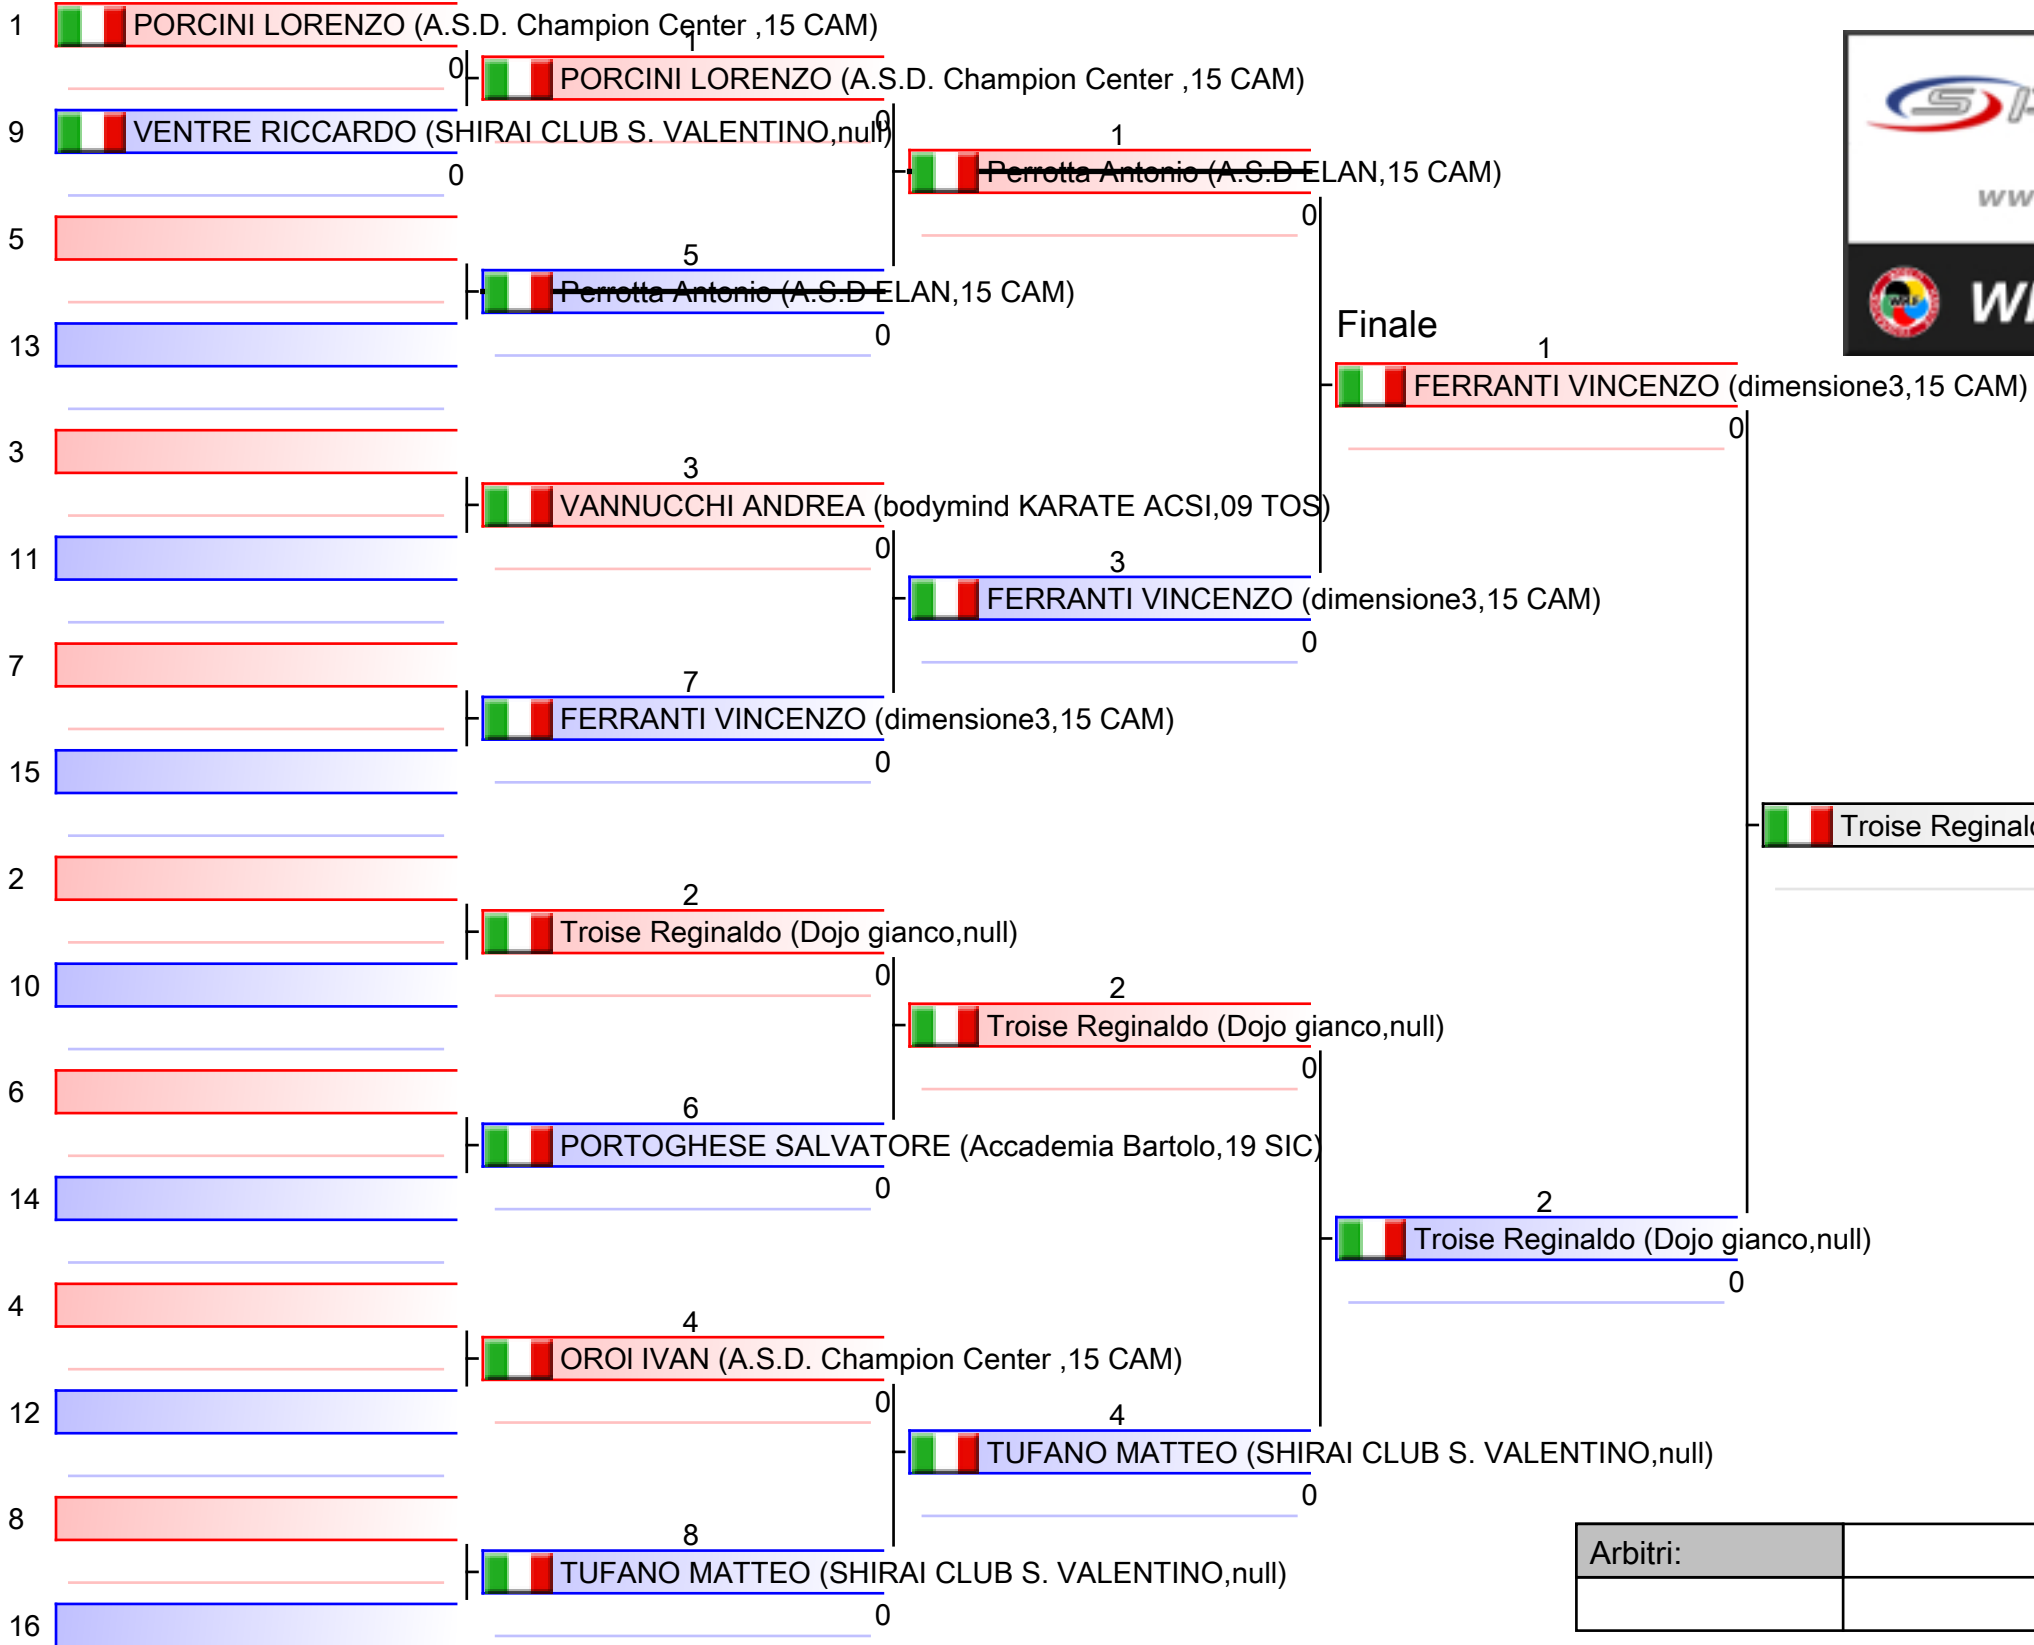 1 PORCINI LORENZO (A.S.D. Champion Center ,15 CAM)
0
9 VENTRE RICCARDO (SHIRAI CLUB S. VALENTINO,null)
0
5
13
3
11
7
15
2
10
6
14
4
12
8
16
1
PORCINI LORENZO (A.S.D. Champion Center ,15 CAM)
0
5
Perrotta Antonio (A.S.D ELAN,15 CAM)
0
3
VANNUCCHI ANDREA (bodymind KARATE ACSI,09 TOS)
0
7
FERRANTI VINCENZO (dimensione3,15 CAM)
0
2
Troise Reginaldo (Dojo gianco,null)
0
6
PORTOGHESE SALVATORE (Accademia Bartolo,19 SIC)
0
4
OROI IVAN (A.S.D. Champion Center ,15 CAM)
0
8
TUFANO MATTEO (SHIRAI CLUB S. VALENTINO,null)
0
1
Perrotta Antonio (A.S.D ELAN,15 CAM)
0
3
FERRANTI VINCENZO (dimensione3,15 CAM)
0
2
Troise Reginaldo (Dojo gianco,null)
0
4
TUFANO MATTEO (SHIRAI CLUB S. VALENTINO,null)
0
Finale
1
FERRANTI VINCENZO (dimensione3,15 CAM)
0
2
Troise Reginaldo (Dojo gianco,null)
0
Troise
Arbitri: